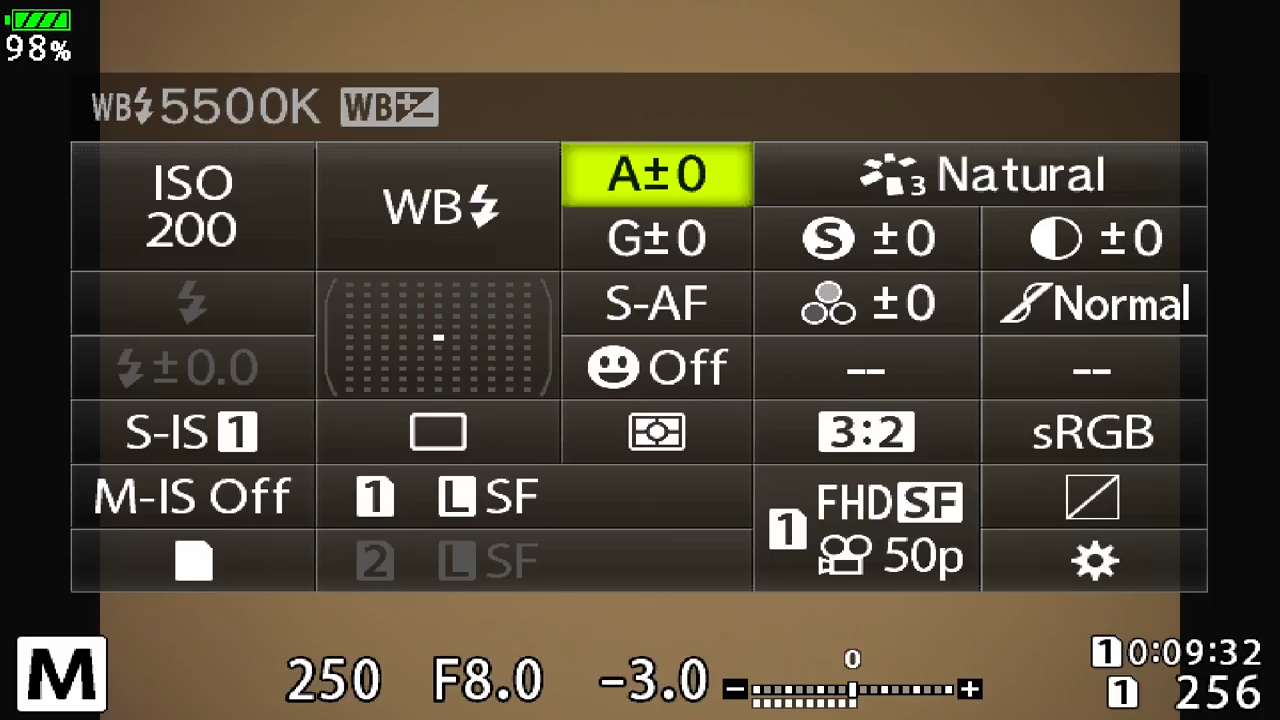 98%
WB 5500K WB
ISO 200
WB
A±0
Natural 3
G±0
S ±0
±0
S-AF
±0
Normal
±0.0
Off
--
--
S-IS 1
3:2
sRGB
M-IS Off
1 L SF
1 FHD SF
50p
2 L SF
M 250 F8.0 -3.0 0
1 0:09:32
1 256